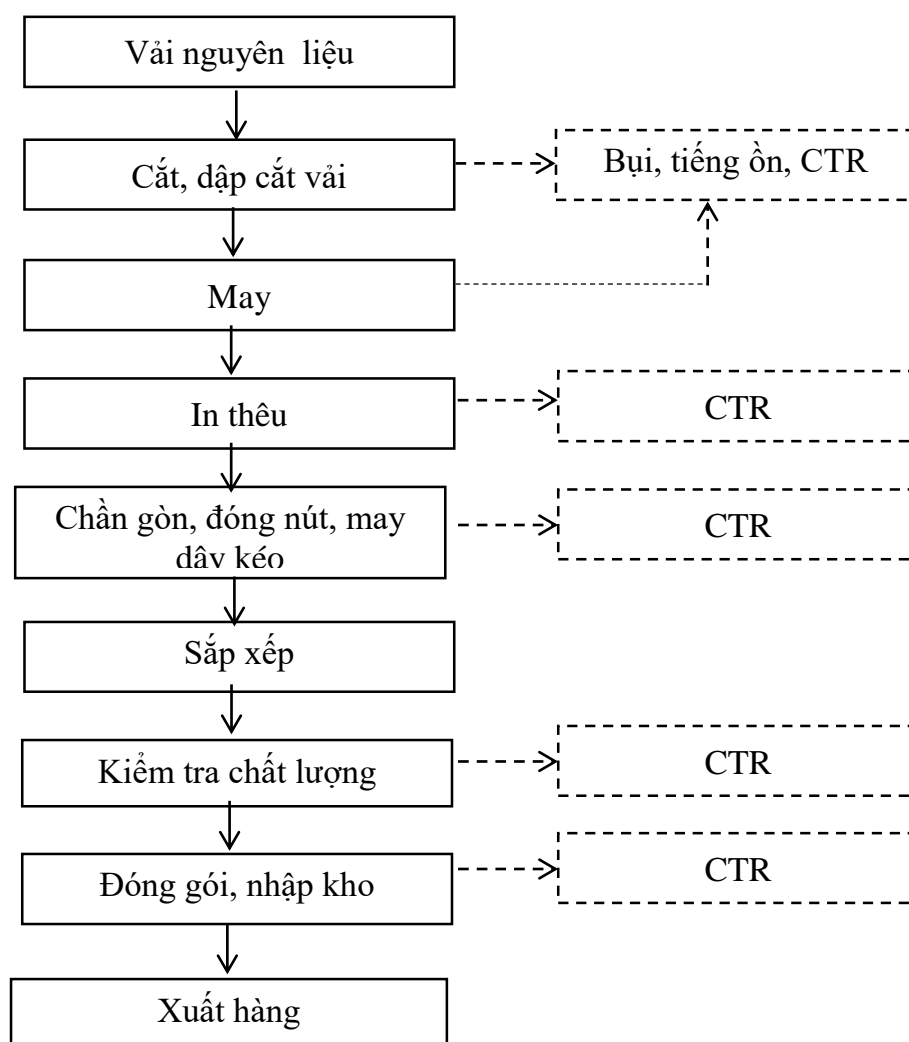 Vải nguyên liệu
Cắt, dập cắt vải
Bụi, tiếng ồn, CTR
May
In thêu
CTR
Chần gòn, đóng nút, may
dây kéo
CTR
Sắp xếp
Kiểm tra chất lượng
CTR
Đóng gói, nhập kho
CTR
Xuất hàng